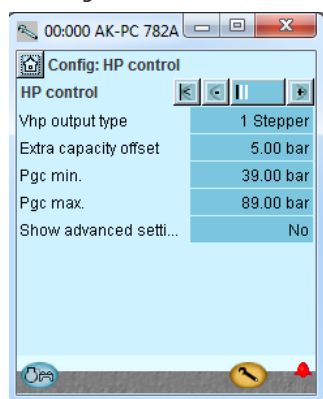 00:000 AK-PC 782A
Config: HP control
HP control
Vhp output type 1 Stepper
Extra capacity offset 5.00 bar
Pgc min. 39.00 bar
Pgc max. 89.00 bar
Show advanced setti... No